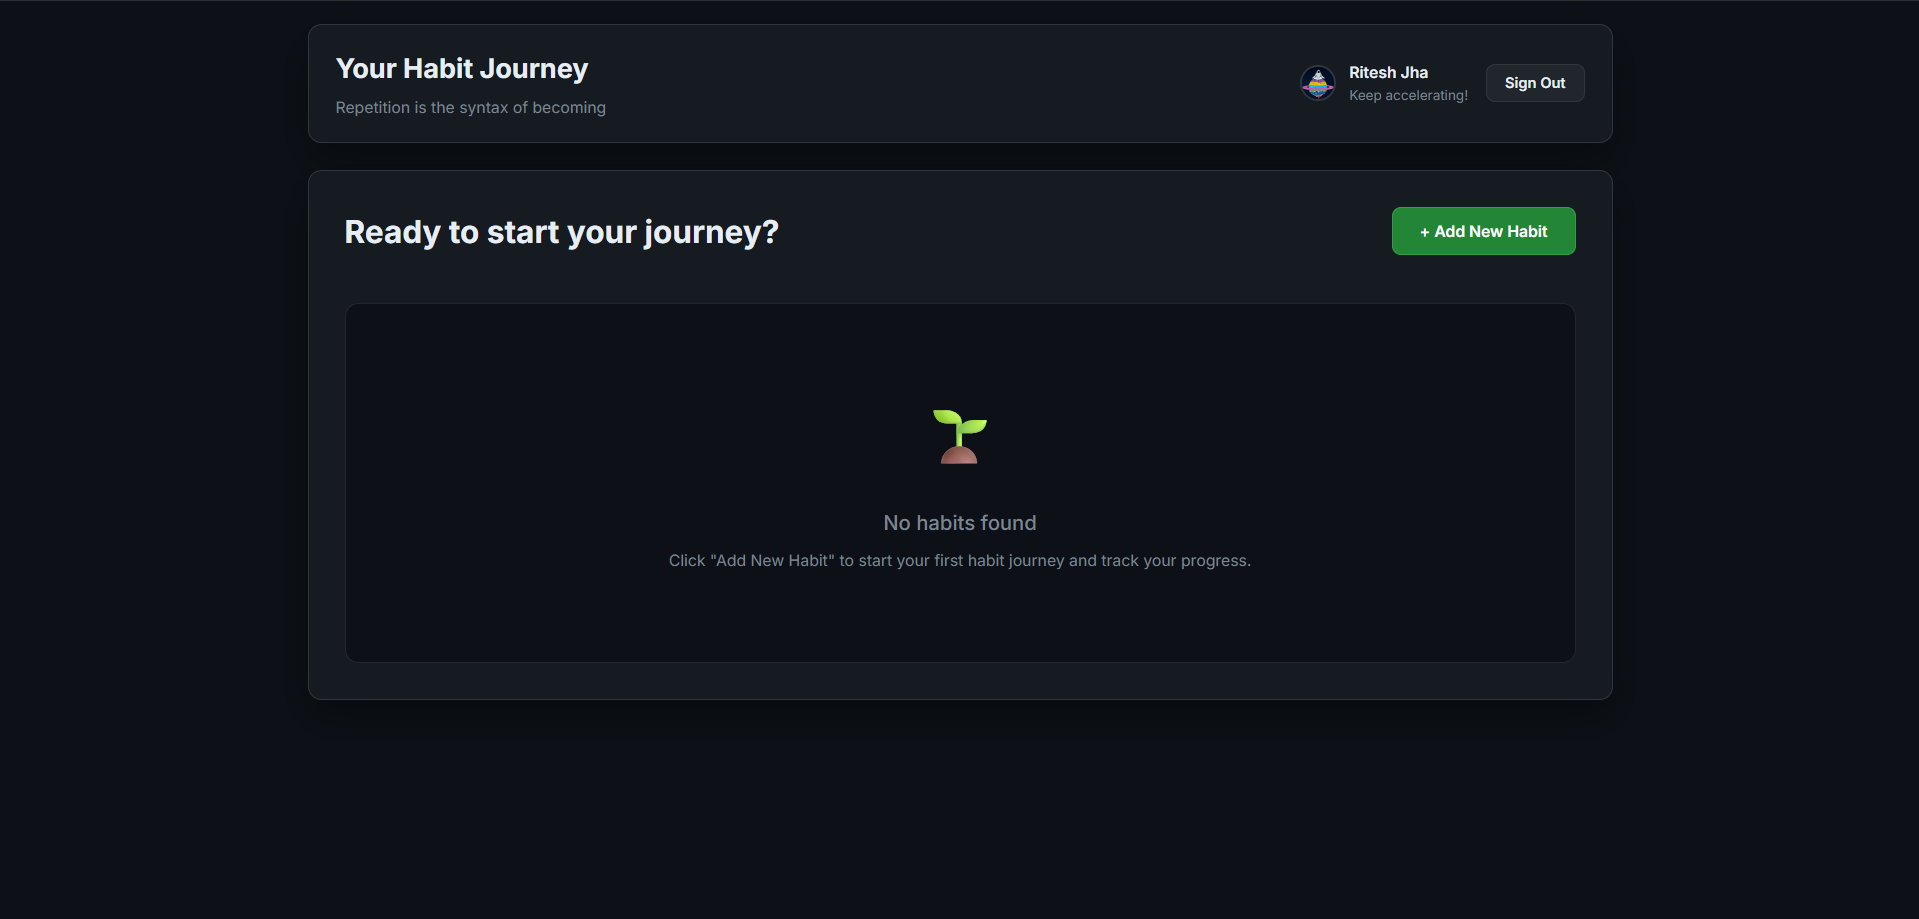 Your Habit Journey
Repetition is the syntax of becoming
Ritesh Jha
Keep accelerating!
Sign Out
Ready to start your journey?
+ Add New Habit
No habits found
Click "Add New Habit" to start your first habit journey and track your progress.